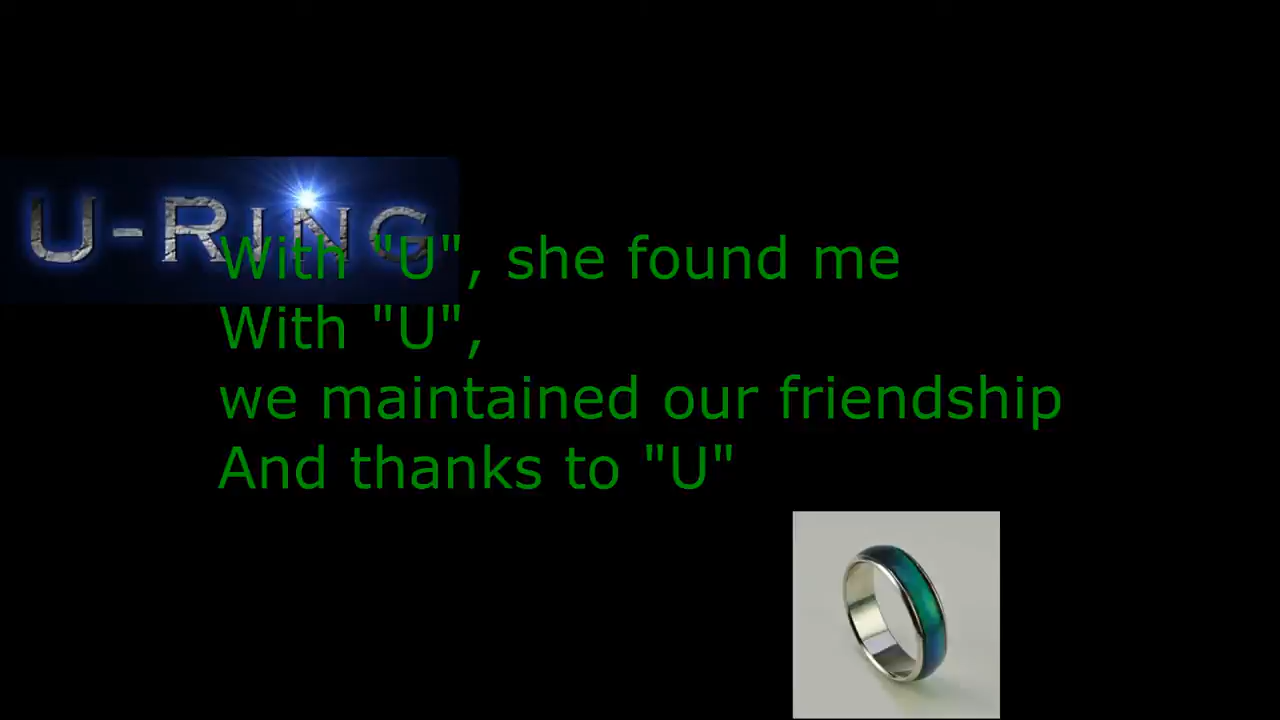 U-RING
With "U", she found me
With "U",
we maintained our friendship
And thanks to "U"